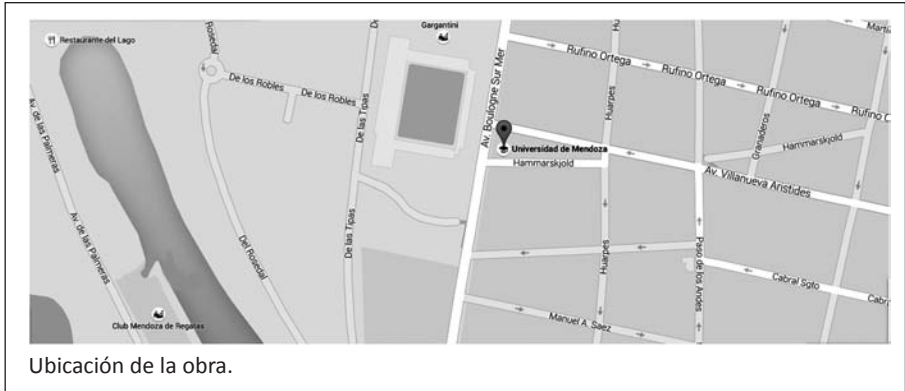 Gargantini
Restaurante del Lago
Rosedal
De los Robles
De los Robles
De las Tipas
Av. Boulogne Sur Mer
Rufino Ortega
Rufino Ortega
Rufino Ortega
Huarpes
Granaderos
Hammarskjold
Universidad de Mendoza
Hammarskjold
Av. Villanueva Aristides
Av. de las Palmeras
Av. de las Palmeras
Del Rosedal
De las Tipas
Huarpes
Paso de los Andes
Cabral Sgto
Manuel A. Saez
Club Mendoza de Regatas
Ubicación de la obra.